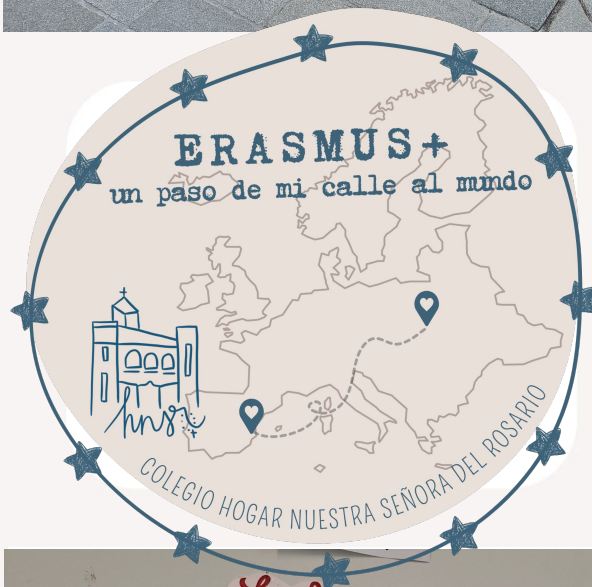 ERASMUS+
un paso de mi calle al mundo
hnsr
COLEGIO HOGAR NUESTRA SEÑORA DEL ROSARIO